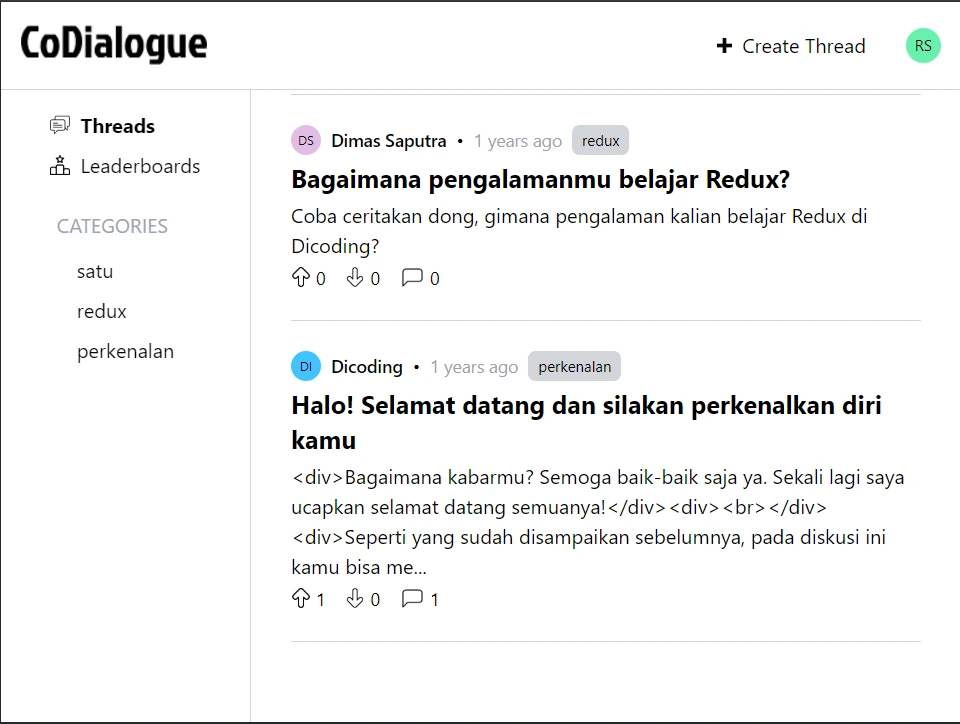 CoDialogue
Create Thread
RS
Threads
Leaderboards
CATEGORIES
satu
redux
perkenalan
DS Dimas Saputra • 1 years ago redux
Bagaimana pengalamanmu belajar Redux?
Coba ceritakan dong, gimana pengalaman kalian belajar Redux di
Dicoding?
0 0 0
DI Dicoding • 1 years ago perkenalan
Halo! Selamat datang dan silakan perkenalkan diri
kamu
<div>Bagaimana kabarmu? Semoga baik-baik saja ya. Sekali lagi saya
ucapkan selamat datang semuanya!</div><div><br></div>
<div>Seperti yang sudah disampaikan sebelumnya, pada diskusi ini
kamu bisa me...
1 0 1